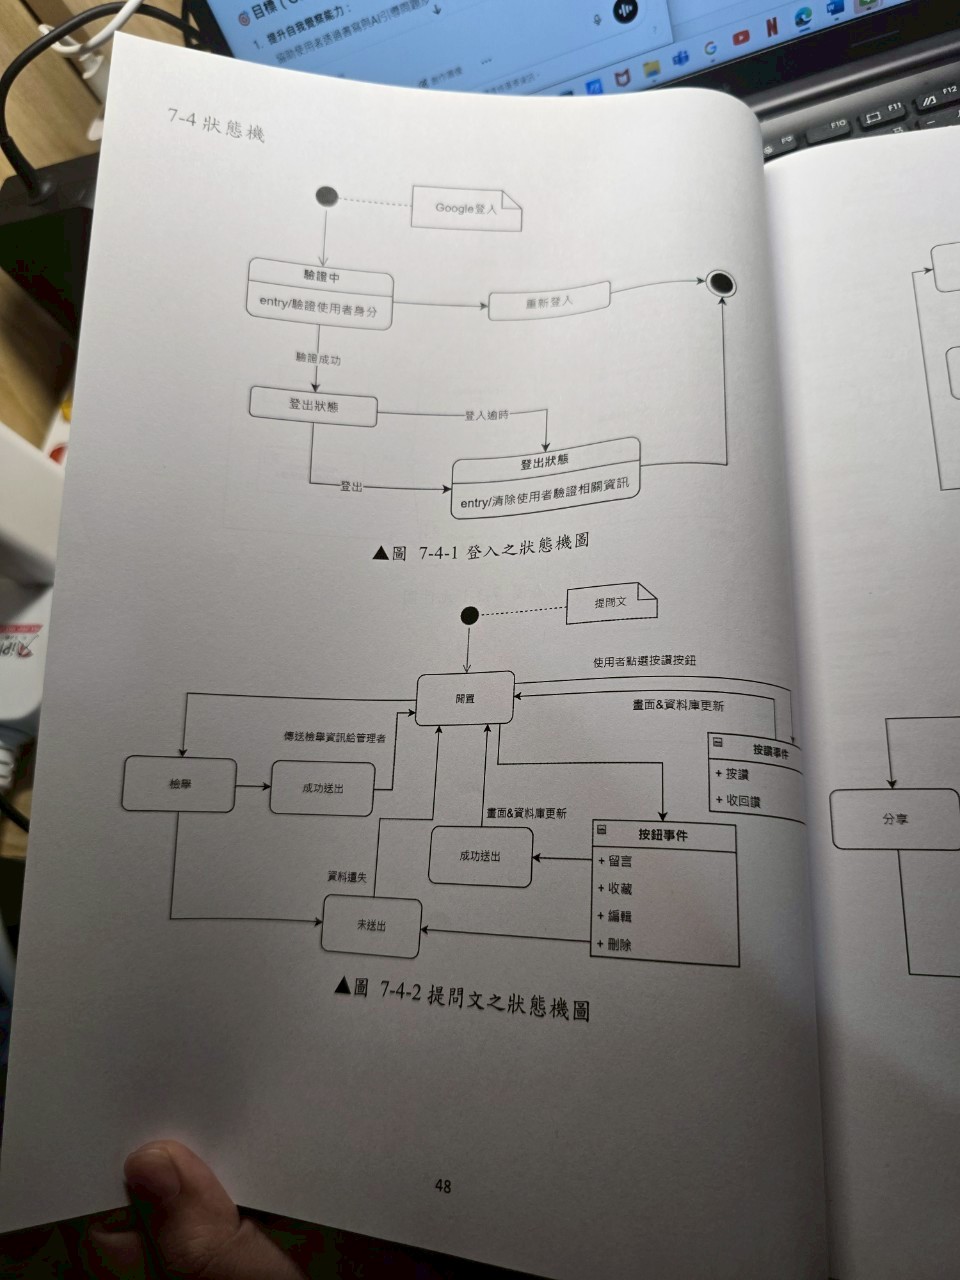 目標
1. 提升自我覺察能力：
F9
F10
F11
F12
7-4 狀態機
Google登入
驗證中
entry/驗證使用者身分
重新登入
驗證成功
登出狀態
登入逾時
登出狀態
登出
entry/清除使用者驗證相關資訊
▲圖 7-4-1 登入之狀態機圖
提問文
使用者點選按讚按鈕
閒置
畫面&資料庫更新
傳送檢舉資訊給管理者
按讚事件
+ 按讚
+ 收回讚
檢舉
成功送出
畫面&資料庫更新
分享
按鈕事件
成功送出
+ 留言
+ 收藏
+ 編輯
+ 刪除
資料遺失
未送出
▲圖 7-4-2 提問文之狀態機圖
48